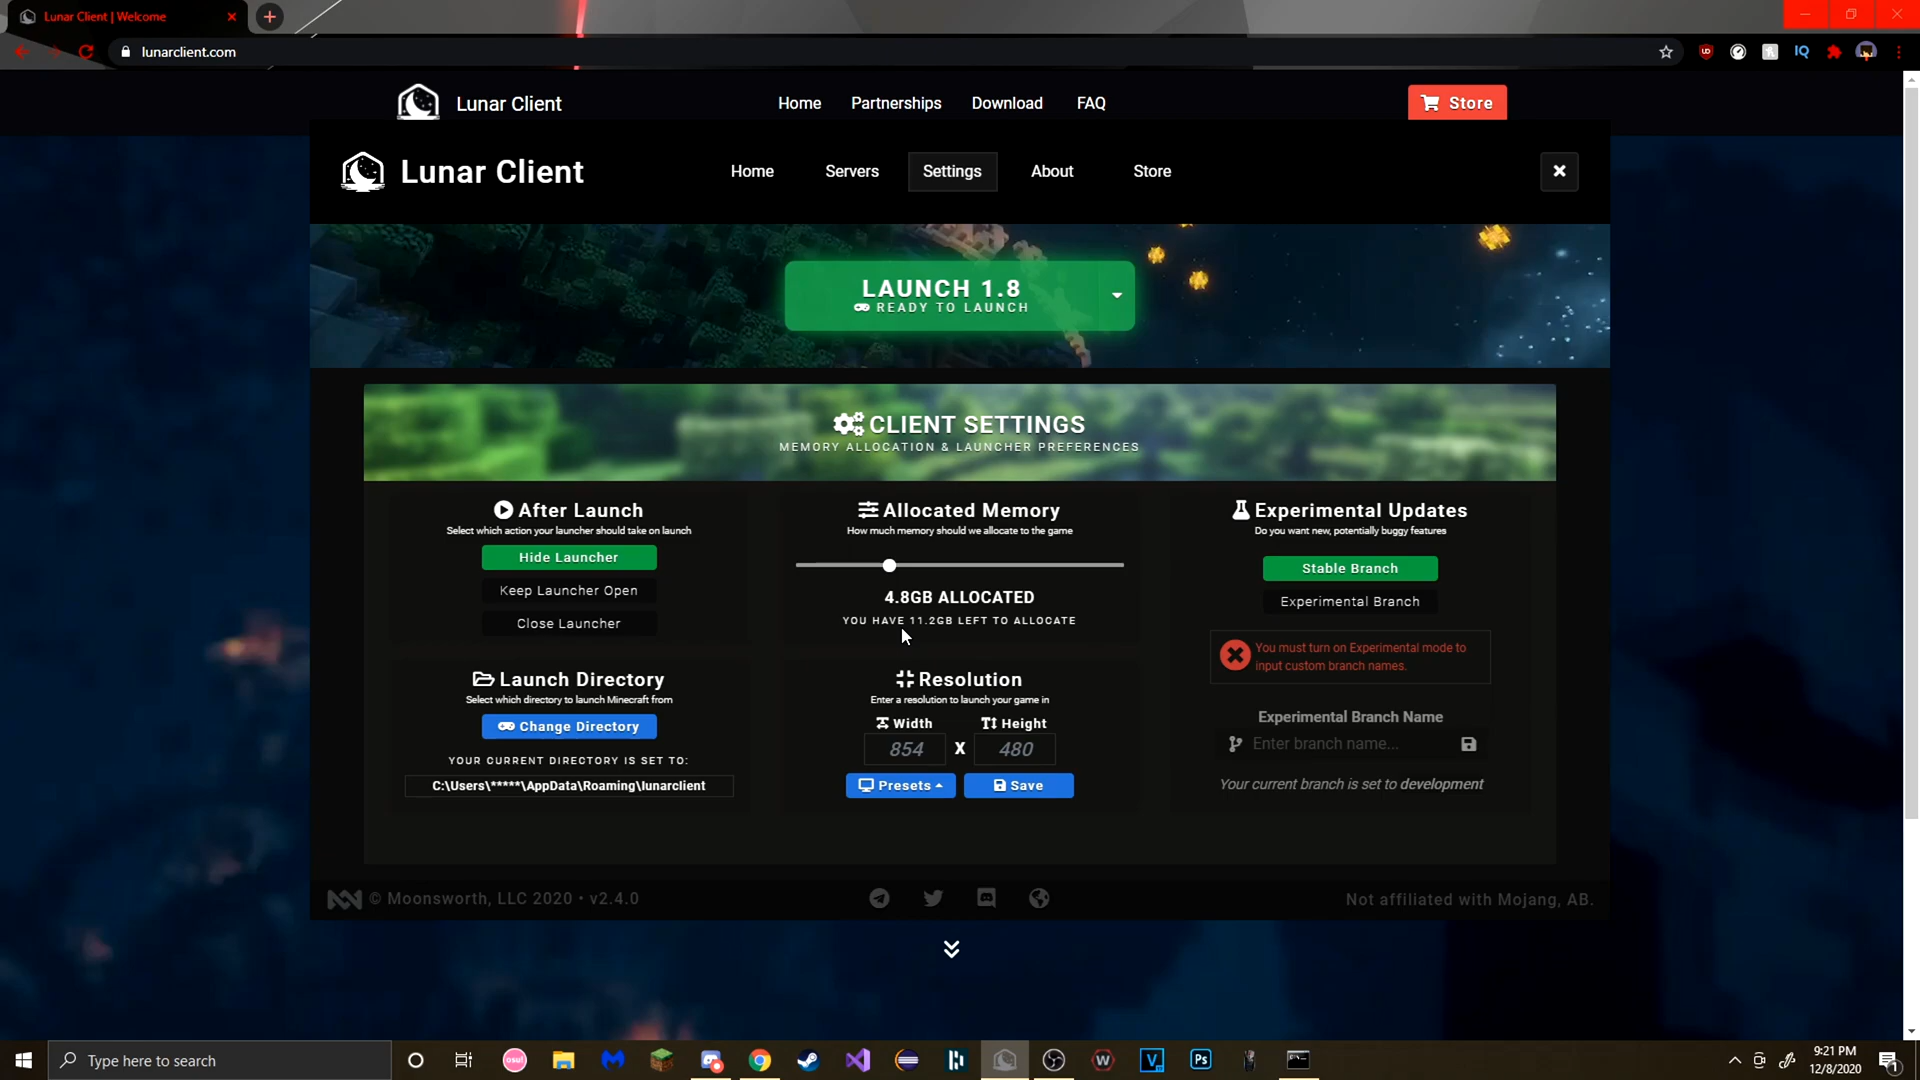 Lunar Client | Welcome
lunarclient.com
Lunar Client
Home
Partnerships
Download
FAQ
Store
Lunar Client
Home
Servers
Settings
About
Store
LAUNCH 1.8
READY TO LAUNCH
CLIENT SETTINGS
MEMORY ALLOCATION & LAUNCHER PREFERENCES
After Launch
Select which action your launcher should take on launch
Hide Launcher
Keep Launcher Open
Close Launcher
Allocated Memory
How much memory should we allocate to the game
4.8GB ALLOCATED
YOU HAVE 11.2GB LEFT TO ALLOCATE
Experimental Updates
Do you want new, potentially buggy features
Stable Branch
Experimental Branch
You must turn on Experimental mode to
input custom branch names.
Experimental Branch Name
Enter branch name...
Your current branch is set to development
Launch Directory
Select which directory to launch Minecraft from
Change Directory
YOUR CURRENT DIRECTORY IS SET TO:
C:\Users\*****\AppData\Roaming\lunarclient
Resolution
Enter a resolution to launch your game in
Width
Height
854 X 480
Presets
Save
© Moonsworth, LLC 2020 • v2.4.0
Not affiliated with Mojang, AB.
Type here to search
osu!
V
Ps
W
IQ
9:21 PM
12/8/2020
1